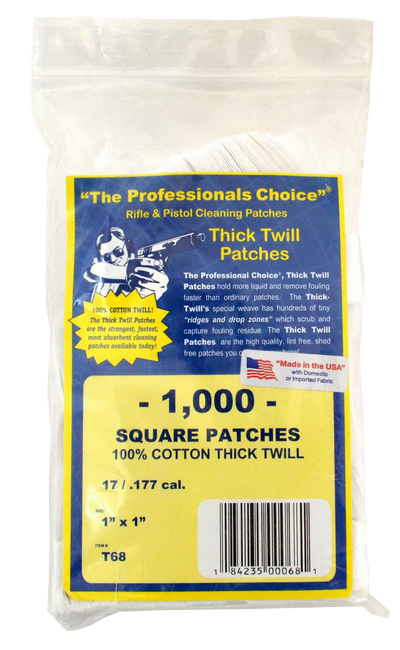 "The Professionals Choice"®
Rifle & Pistol Cleaning Patches
Thick Twill
Patches
The Professional Choice®, Thick Twill
Patches hold more liquid and remove fouling
faster than ordinary patches. The Thick-
Twill's special weave has hundreds of tiny
"ridges and drop zones" which scrub and
capture fouling residue. The Thick Twill
Patches are the high quality, lint free, shed
free patches you
100% COTTON TWILL!
The Thick Twill Patches
are the strongest, fastest,
most absorbent cleaning
patches available today!
"Made in the USA"
with Domestic
or Imported Fabric
- 1,000 -
SQUARE PATCHES
100% COTTON THICK TWILL
17 / .177 cal.
1" x 1"
ITEM #:
T68
1 84235 00068 1